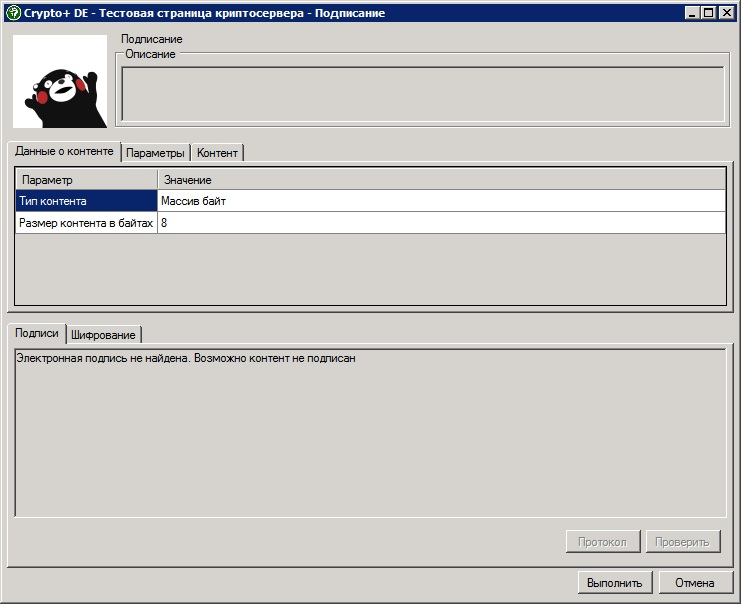 Crypto+ DE - Тестовая страница криптосервера - Подписание
Подписание
Описание
Данные о контенте Параметры Контент
Параметр Значение
Тип контента Массив байт
Размер контента в байтах 8
Подписи Шифрование
Электронная подпись не найдена. Возможно контент не подписан
Протокол Проверить
Выполнить Отмена